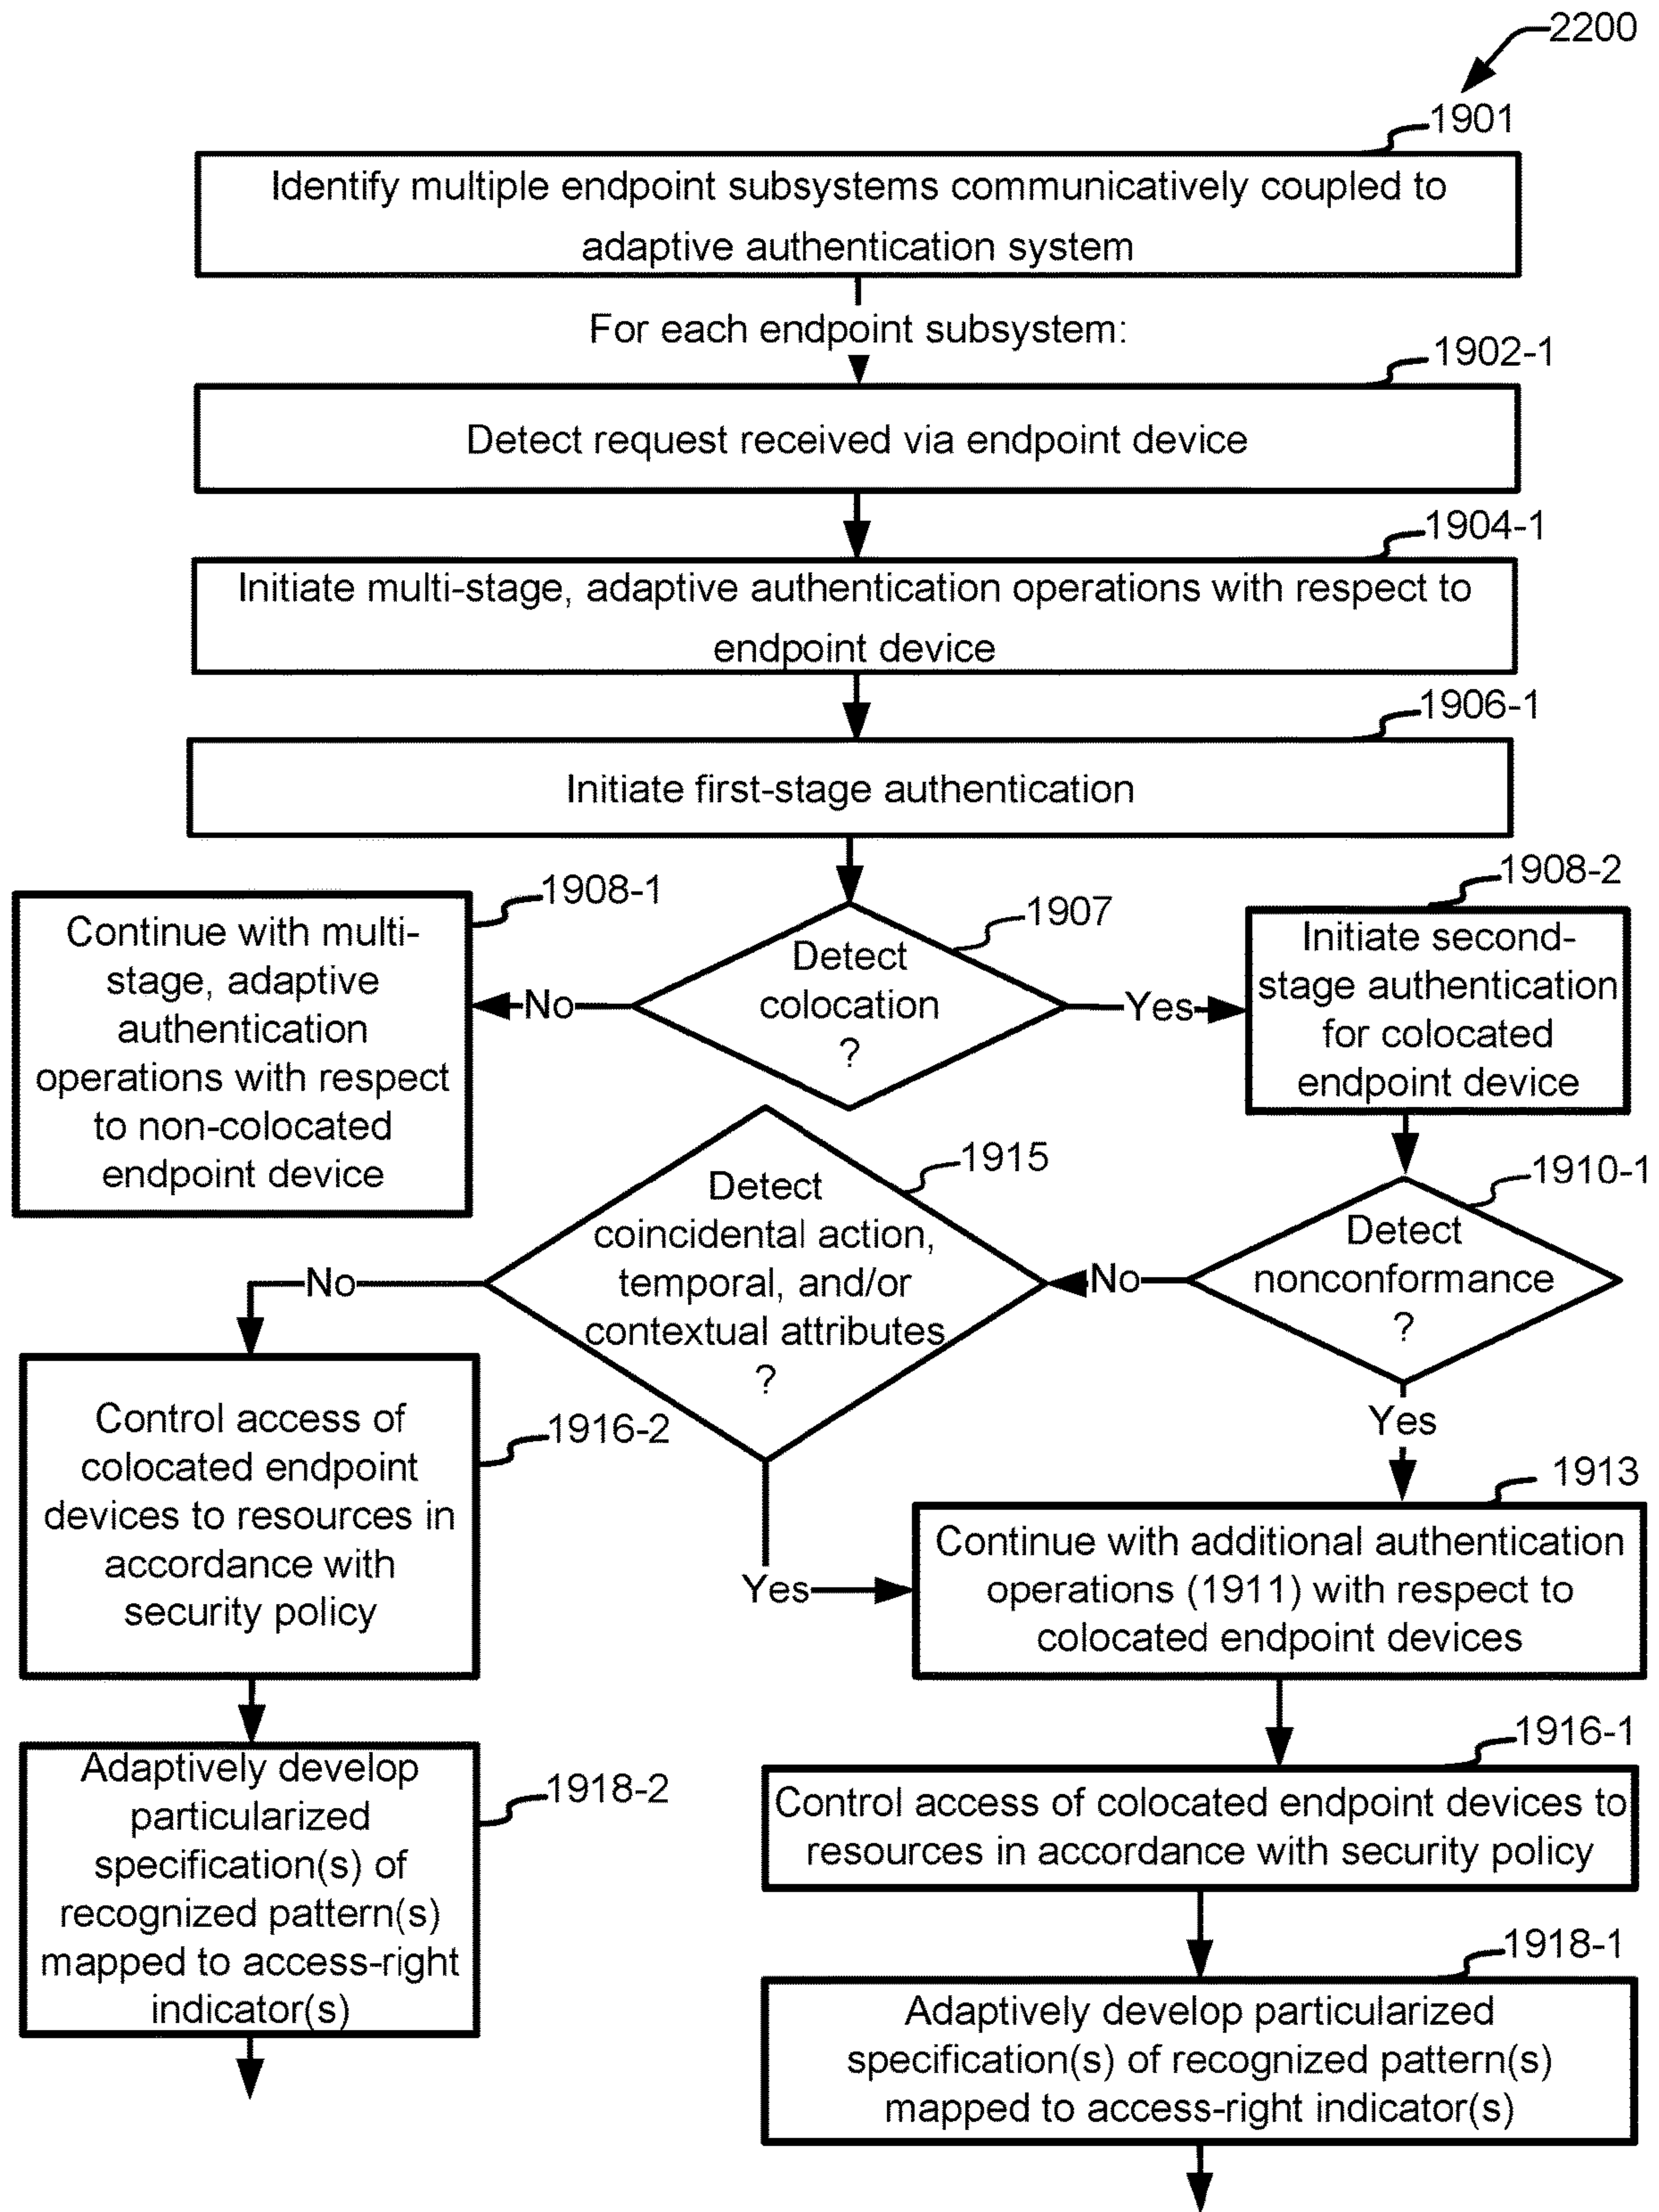 2200
1901
Identify multiple endpoint subsystems communicatively coupled to
adaptive authentication system
For each endpoint subsystem:
1902-1
Detect request received via endpoint device
1904-1
Initiate multi-stage, adaptive authentication operations with respect to
endpoint device
1906-1
Initiate first-stage authentication
1908-1
Continue with multi-
stage, adaptive
authentication
operations with respect
to non-colocated
endpoint device
No
1907
Detect
colocation
?
Yes
1908-2
Initiate second-
stage authentication
for colocated
endpoint device
1910-1
Detect
nonconformance
?
No
Yes
1915
Detect
coincidental action,
temporal, and/or
contextual attributes
?
No
Yes
1916-2
Control access of
colocated endpoint
devices to resources in
accordance with
security policy
1913
Continue with additional authentication
operations (1911) with respect to
colocated endpoint devices
1918-2
Adaptively develop
particularized
specification(s) of
recognized pattern(s)
mapped to access-right
indicator(s)
1916-1
Control access of colocated endpoint devices to
resources in accordance with security policy
1918-1
Adaptively develop particularized
specification(s) of recognized pattern(s)
mapped to access-right indicator(s)